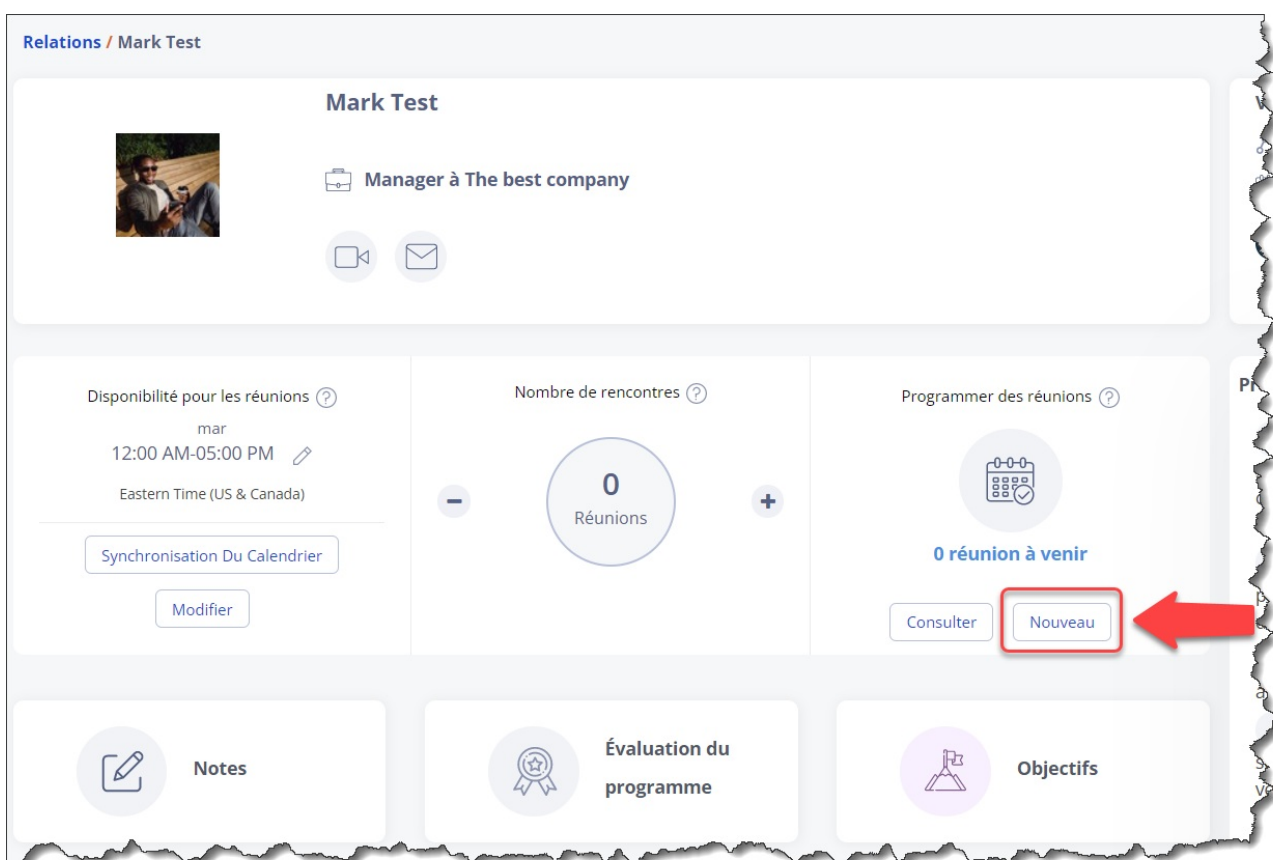 Relations / Mark Test
Mark Test
Manager à The best company
Disponibilité pour les réunions ?
mar
12:00 AM-05:00 PM
Eastern Time (US & Canada)
Synchronisation Du Calendrier
Modifier
Nombre de rencontres ?
0
Réunions
Programmer des réunions ?
0 réunion à venir
Consulter
Nouveau
Notes
Évaluation du
programme
Objectifs